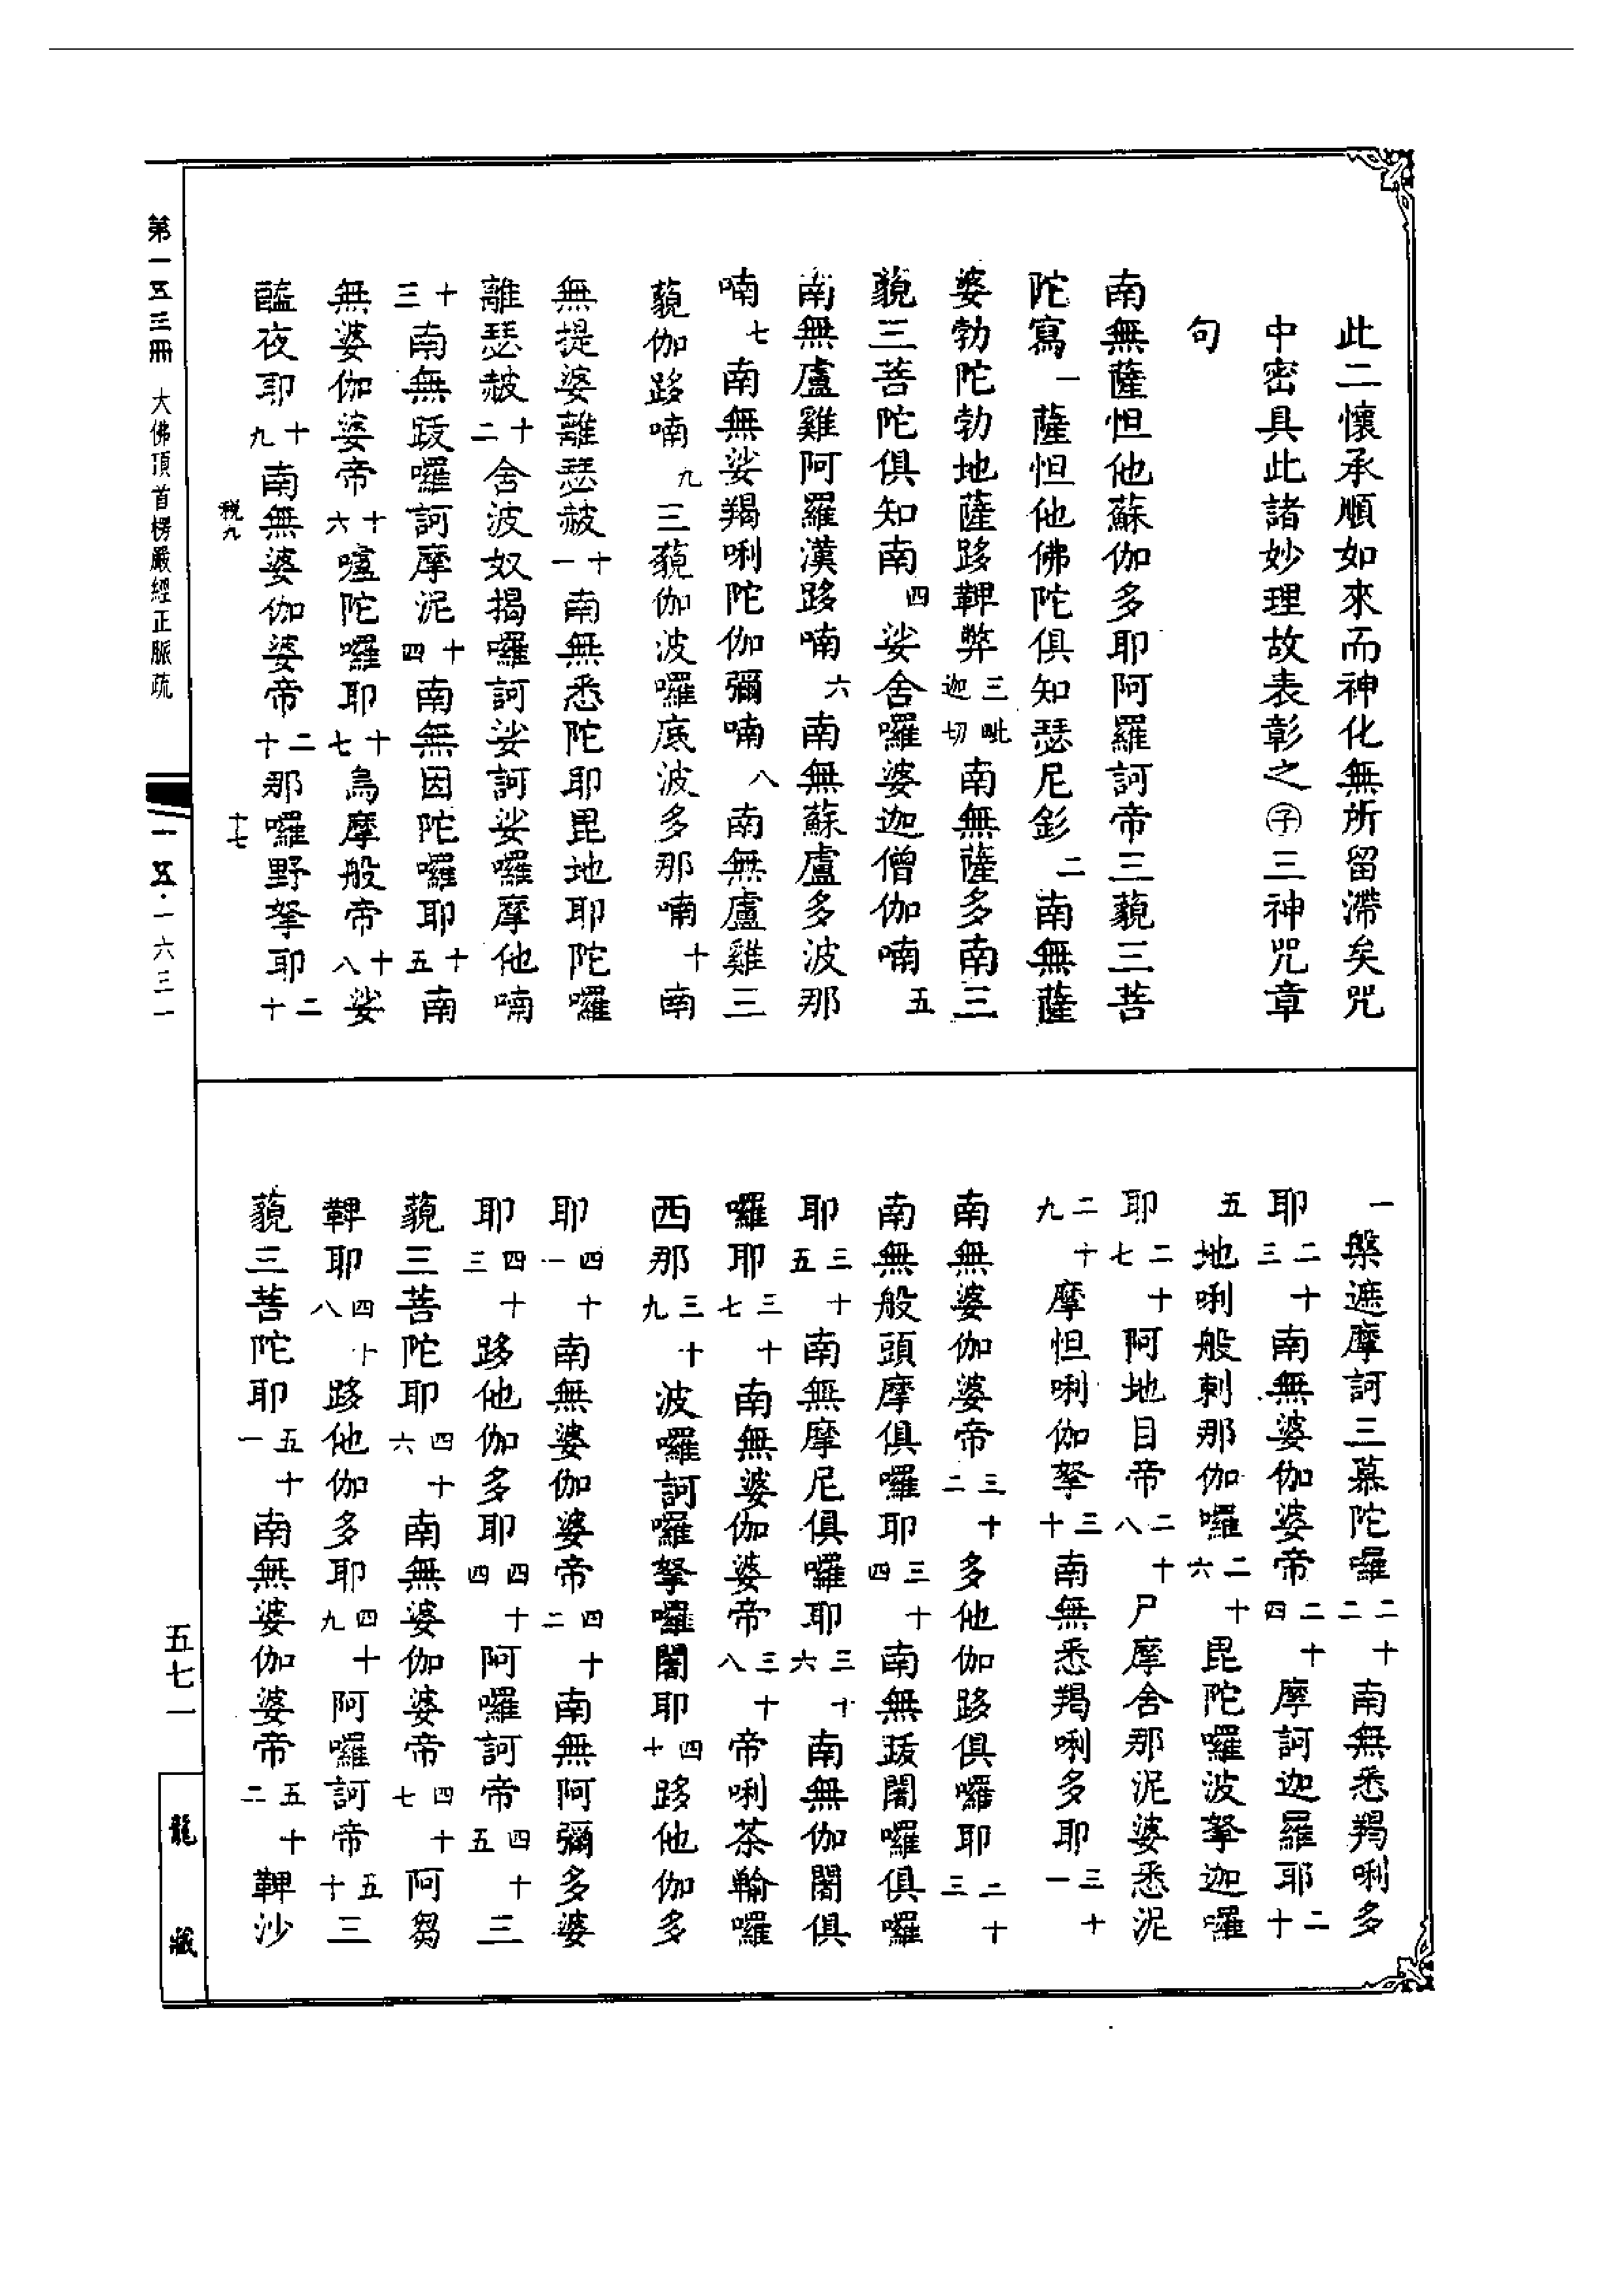 此二懷承順如來而神化無所留滯矣咒
中密具此諸妙理故表彰之㊫三神咒章
句
南無薩怛他蘇伽多耶阿羅訶帝三藐三菩
陀寫一薩怛他佛陀俱知瑟尼釤二南無薩
婆勃陀勃地薩跢鞞弊三毗迦切南無薩多南三
藐三菩陀俱知南四娑舍囉婆迦僧伽喃五
南無盧雞阿羅漢跢喃六南無蘇盧多波那
喃七南無娑羯唎陀伽彌喃八南無盧雞三
藐伽跢喃九三藐伽波囉底波多那喃十南
無提婆離瑟赧十一南無悉陀耶毘地耶陀囉
離瑟赧十二舍波奴揭囉訶娑訶娑囉摩他喃
十三南無跋囉訶摩泥十四南無因陀囉耶十五南
無婆伽婆帝十六嚧陀囉耶十七烏摩般帝十八娑
醯夜耶十九南無婆伽婆帝二十那囉野拏耶二十
一槃遮摩訶三慕陀囉二十二南無悉羯唎多
耶二十三南無婆伽婆帝二十四摩訶迦羅耶二十
五地唎般剌那伽囉二十六毘陀囉波拏迦囉
耶二十七阿地目帝二十八尸摩舍那泥婆悉泥
二十九摩怛唎伽拏三十南無悉羯唎多耶三十一
南無婆伽婆帝三十二多他伽跢俱囉耶二十三
南無般頭摩俱囉耶三十四南無跋闍囉俱囉
耶三十五南無摩尼俱囉耶三十六南無伽闍俱
囉耶三十七南無婆伽婆帝三十八帝唎茶輸囉
西那三十九波囉訶囉拏囉闍耶四十跢他伽多
耶四十一南無婆伽婆帝四十二南無阿彌多婆
耶四十三跢他伽多耶四十四阿囉訶帝四十五三
藐三菩陀耶四十六南無婆伽婆帝四十七阿芻
鞞耶四十八跢他伽多耶四十九阿囉訶帝五十三
藐三菩陀耶五十一南無婆伽婆帝五十二鞞沙
稅九
十七
第一五三冊 大佛頂首楞嚴經正脈疏
一五·一六三一
五七一
龍藏